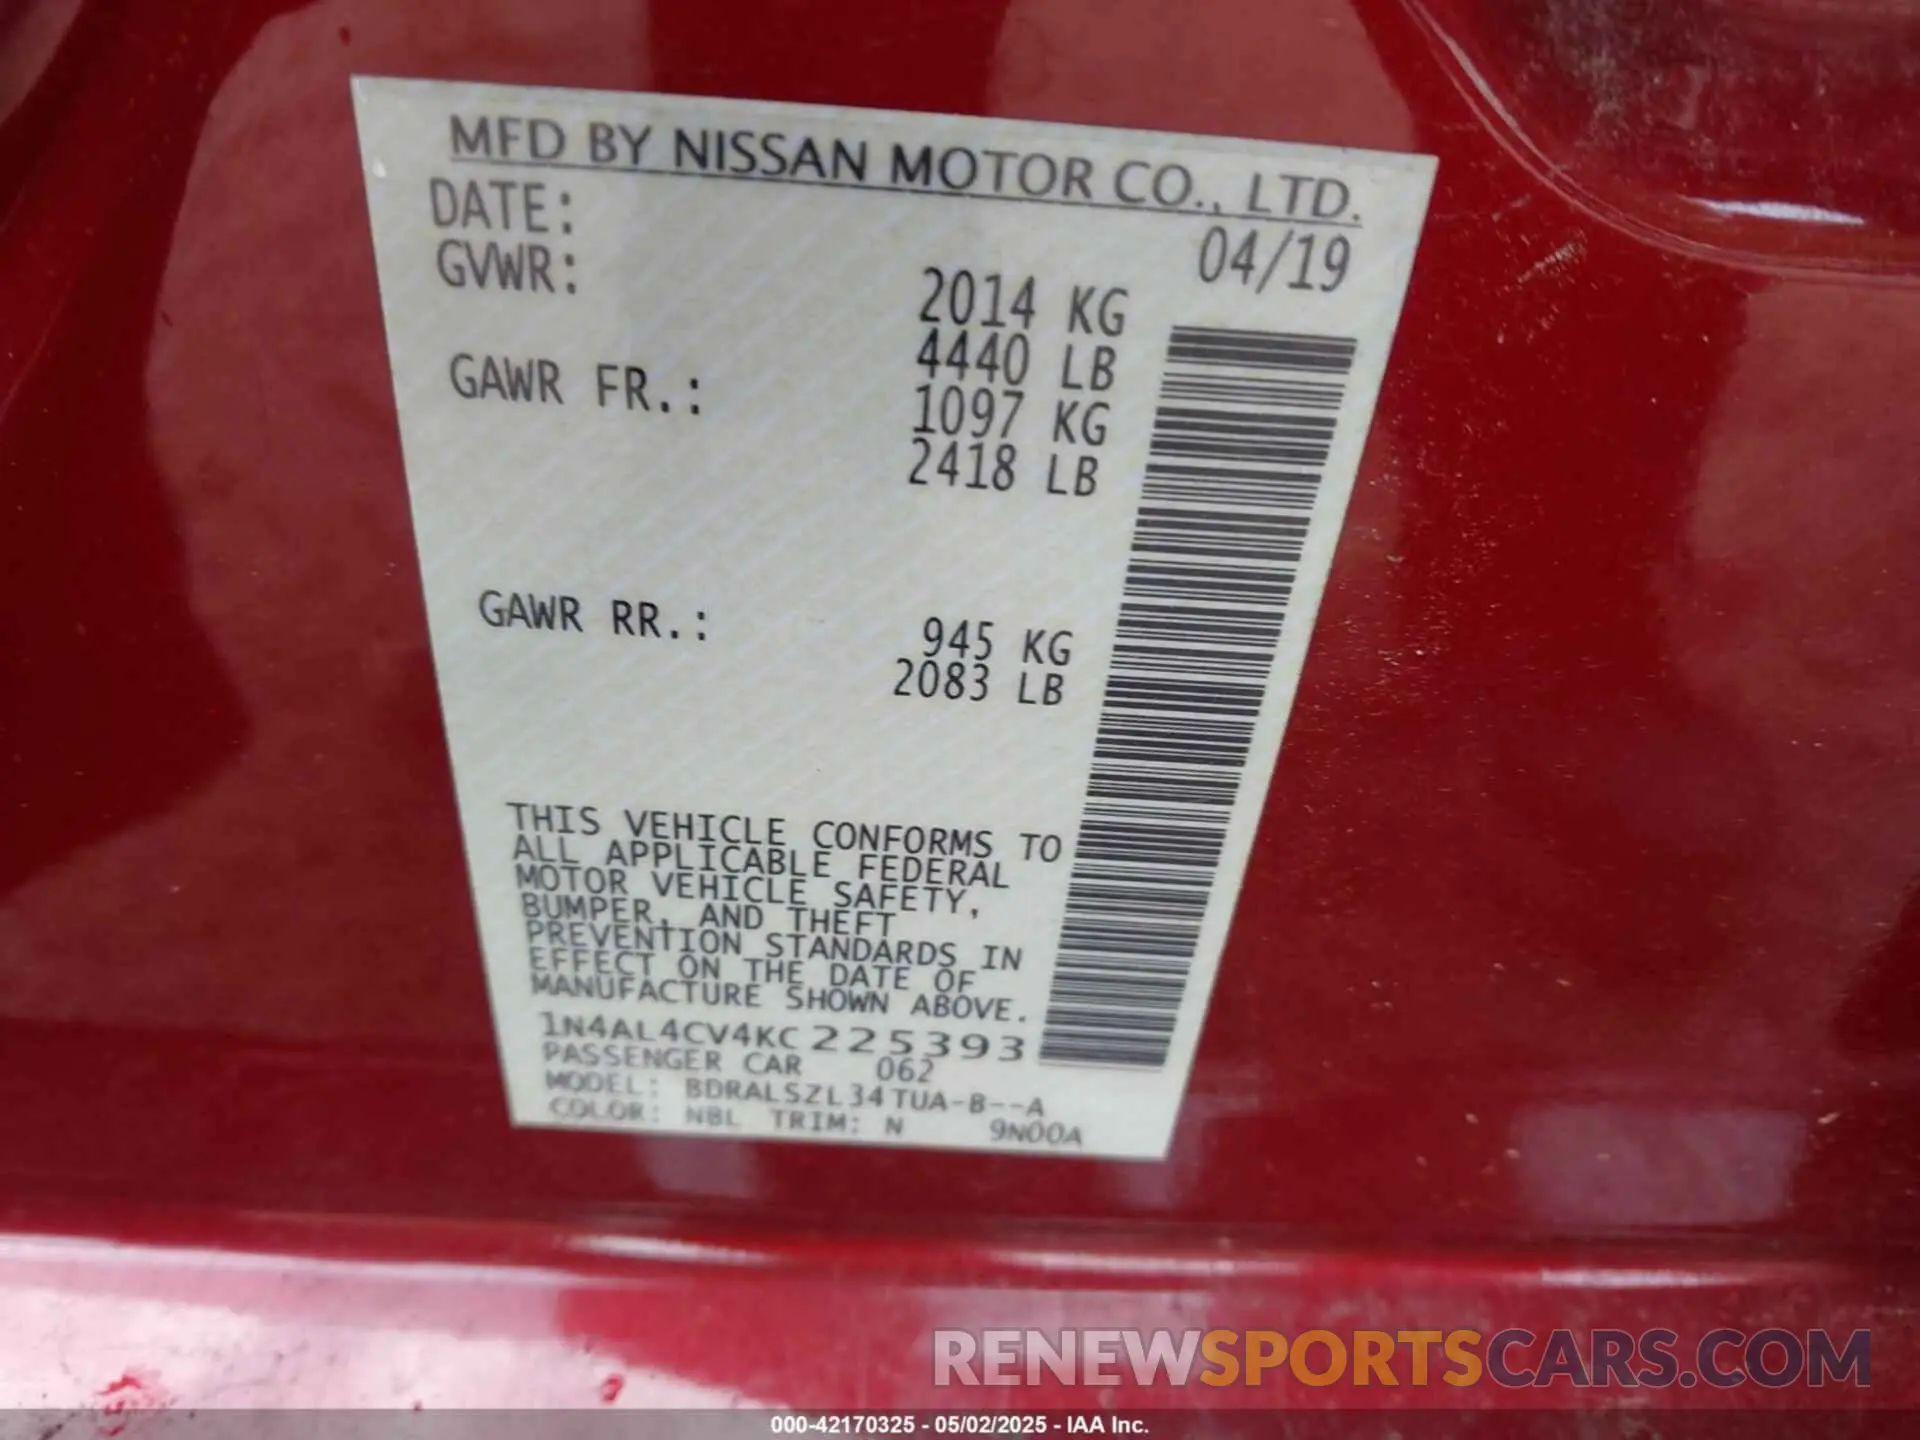 MFD BY NISSAN MOTOR CO., LTD.
DATE: 04/19
GVWR: 2014 KG
4440 LB
GAWR FR.: 1097 KG
2418 LB
GAWR RR.: 945 KG
2083 LB
THIS VEHICLE CONFORMS TO
ALL APPLICABLE FEDERAL
MOTOR VEHICLE SAFETY,
BUMPER, AND THEFT
PREVENTION STANDARDS IN
EFFECT ON THE DATE OF
MANUFACTURE SHOWN ABOVE.
1N4AL4CV4KC225393
PASSENGER CAR 062
MODEL: BDRALSZL34TUA-B--A
COLOR: NBL TRIM: N 9N00A
RENEWSPORTSCARS.COM
000-42170325 - 05/02/2025 - IAA Inc.